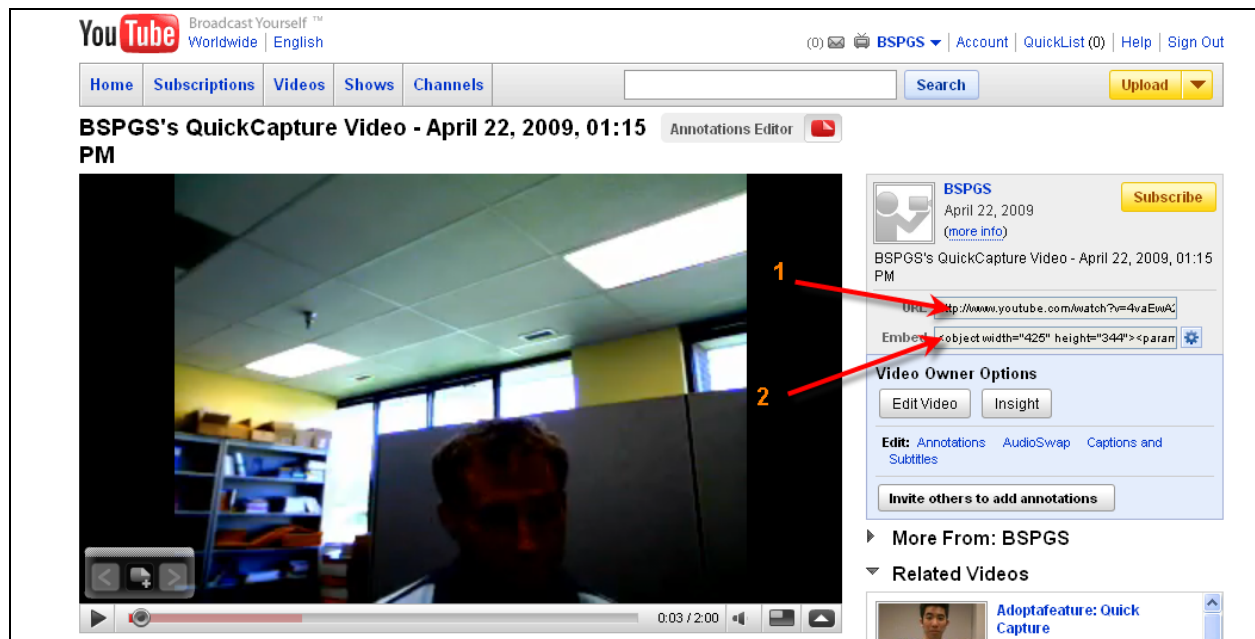 You Tube
Broadcast Yourself ™
Worldwide | English
(0) BSPGS | Account | QuickList (0) | Help | Sign Out
Home Subscriptions Videos Shows Channels Search Upload
BSPGS's QuickCapture Video - April 22, 2009, 01:15
PM
Annotations Editor
BSPGS
April 22, 2009
(more info)
Subscribe
BSPGS's QuickCapture Video - April 22, 2009, 01:15
PM
1
URL ttp://www.youtube.com/watch?v=4vaEwA
Embed <object width="425" height="344"><param
2
Video Owner Options
Edit Video Insight
Edit: Annotations AudioSwap Captions and
Subtitles
Invite others to add annotations
More From: BSPGS
Related Videos
Adoptafeature: Quick
Capture
0:03 / 2:00